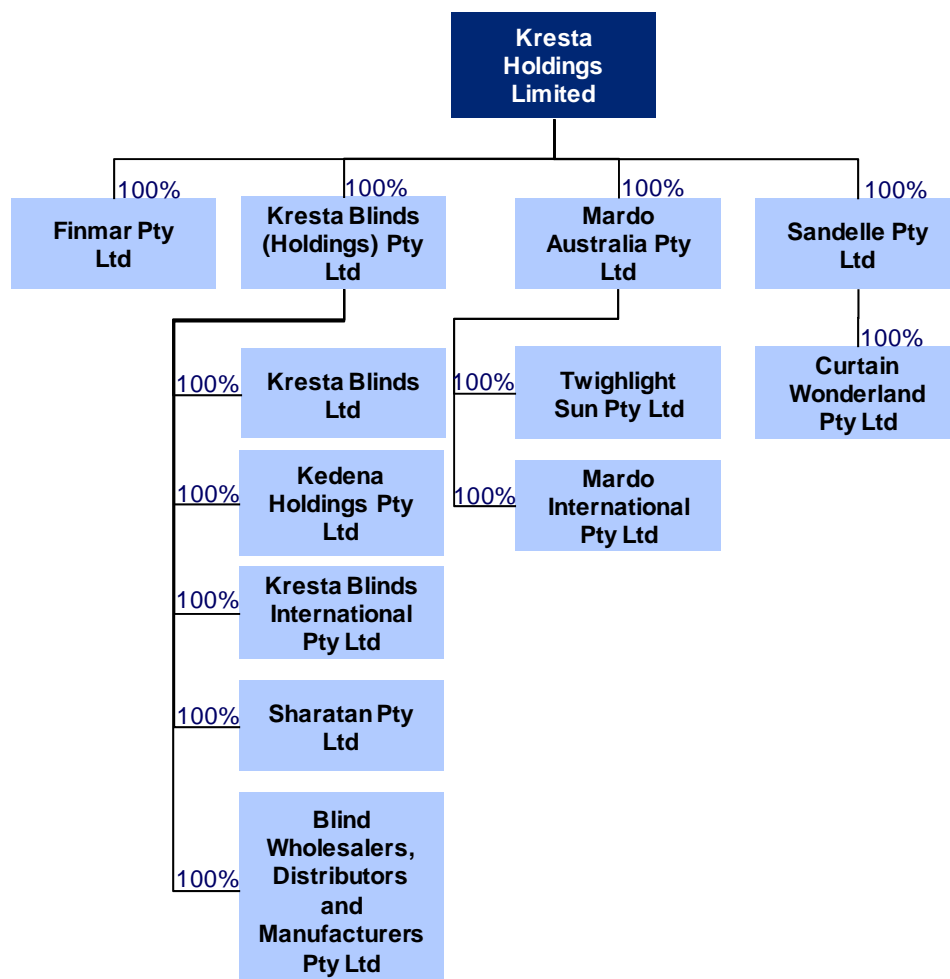 Kresta
Holdings
Limited
100%
100%
100%
100%
Finmar Pty
Ltd
Kresta Blinds
(Holdings) Pty
Ltd
Mardo
Australia Pty
Ltd
Sandelle Pty
Ltd
100%
Kresta Blinds
Ltd
100%
Twighlight
Sun Pty Ltd
100%
Curtain
Wonderland
Pty Ltd
100%
Kedena
Holdings Pty
Ltd
100%
Mardo
International
Pty Ltd
100%
Kresta Blinds
International
Pty Ltd
100%
Sharatan Pty
Ltd
100%
Blind
Wholesalers,
Distributors
and
Manufacturers
Pty Ltd